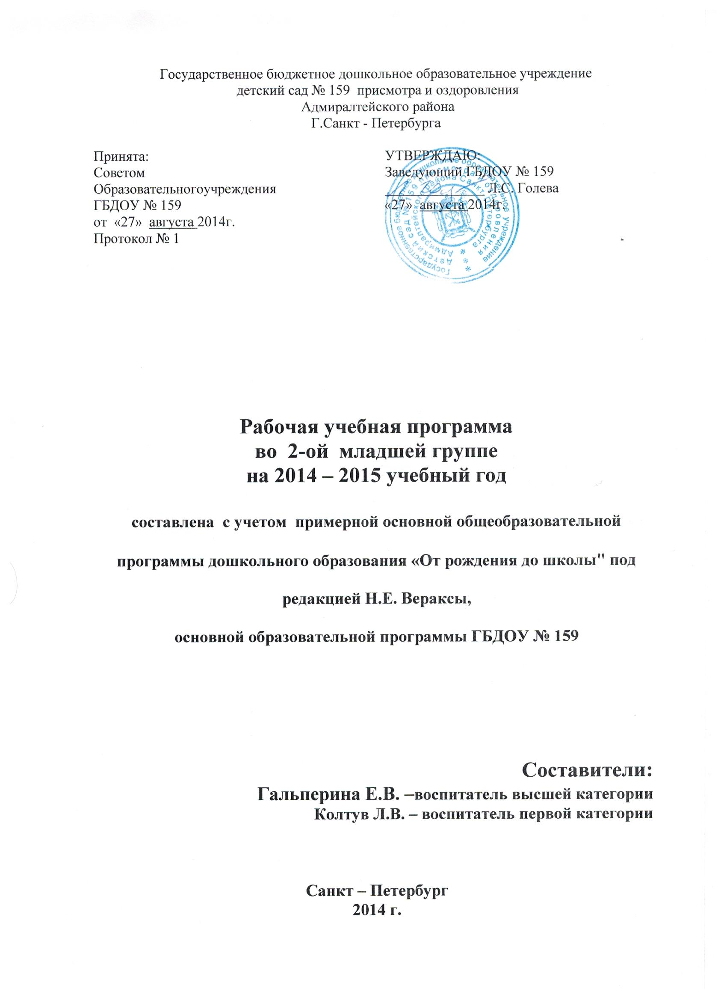 Государственное бюджетное дошкольное образовательное учреждение
детский сад № 159 присмотра и оздоровления
Адмиралтейского района
Г.Санкт - Петербурга
Принята:
Советом
Образовательногоучреждения
ГБДОУ № 159
от «27» августа 2014г.
Протокол № 1
УТВЕРЖДАЮ:
Заведующий ГБДОУ № 159
Л.С. Голева
«27» августа 2014г.
Государственное бюджетное дошкольное образовательное учреждение
детский сад № 159 присмотра и оздоровления
Адмиралтейского района Санкт-Петербурга
Рабочая учебная программа
во 2-ой младшей группе
на 2014 – 2015 учебный год
составлена с учетом примерной основной общеобразовательной
программы дошкольного образования «От рождения до школы" под
редакцией Н.Е. Вераксы,
основной образовательной программы ГБДОУ № 159
Составители:
Гальперина Е.В. –воспитатель высшей категории
Колтув Л.В. – воспитатель первой категории
Санкт – Петербург
2014 г.